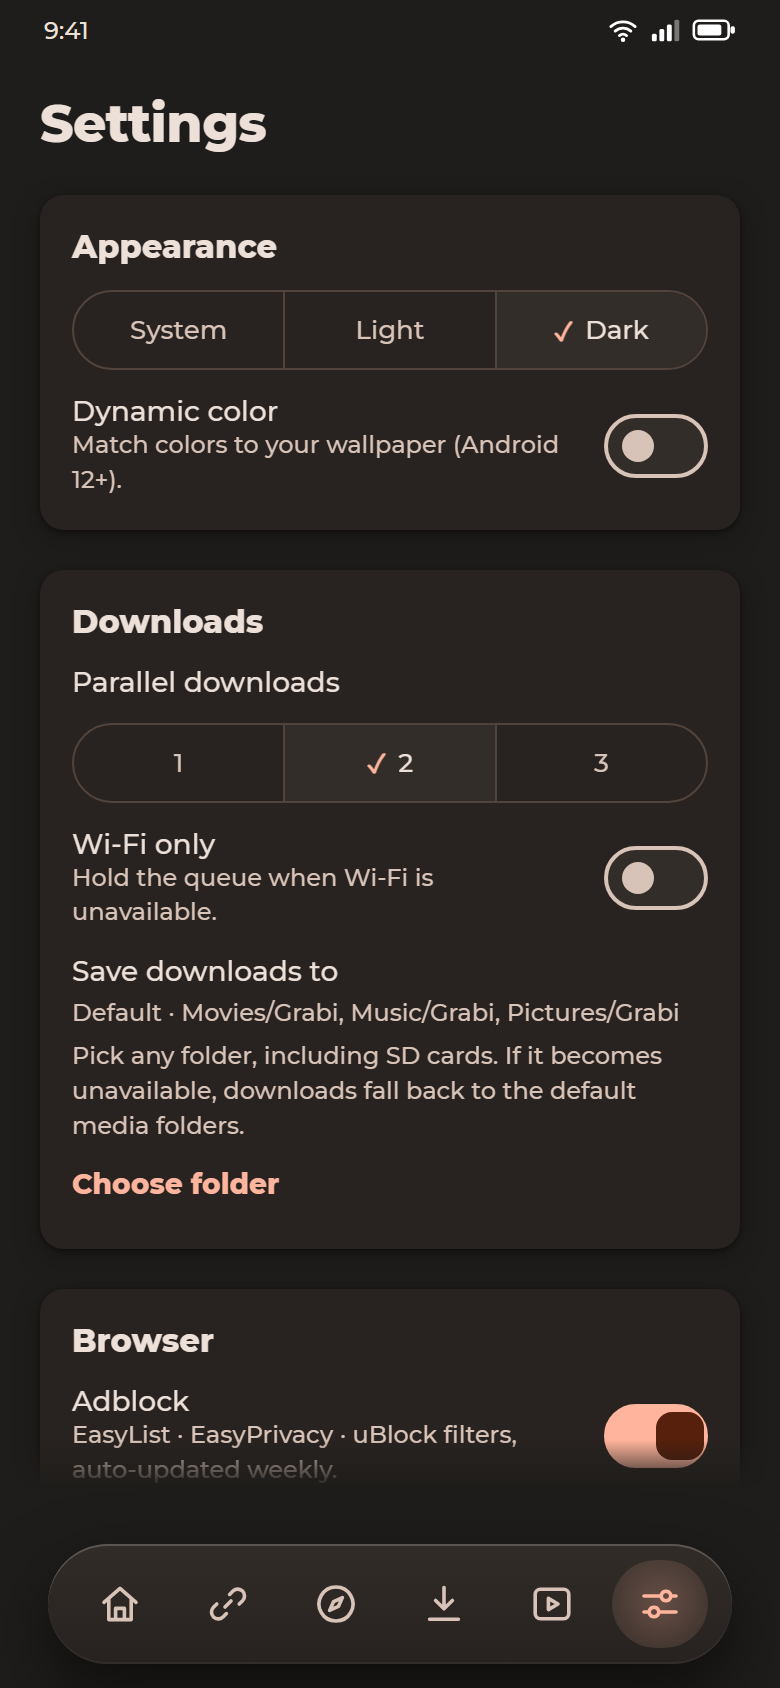 9:41
Settings
Appearance
System
Light
✓ Dark
Dynamic color
Match colors to your wallpaper (Android
12+).
Downloads
Parallel downloads
1
✓ 2
3
Wi-Fi only
Hold the queue when Wi-Fi is
unavailable.
Save downloads to
Default · Movies/Grabi, Music/Grabi, Pictures/Grabi
Pick any folder, including SD cards. If it becomes
unavailable, downloads fall back to the default
media folders.
Choose folder
Browser
Adblock
EasyList · EasyPrivacy · uBlock filters,
auto-updated weekly.